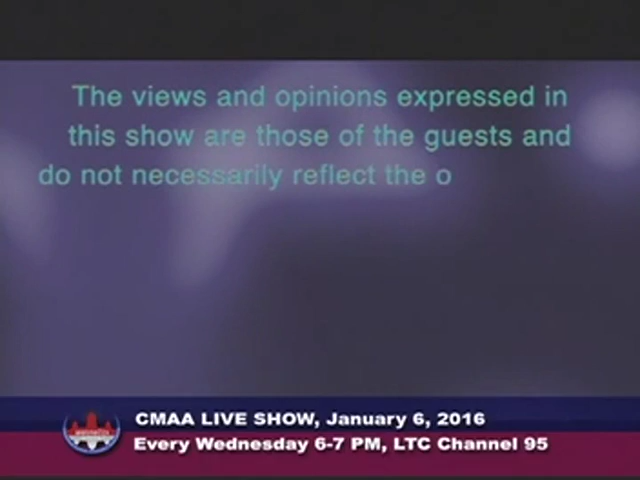 The views and opinions expressed in
this show are those of the guests and
do not necessarily reflect the o
CMAA LIVE SHOW, January 6, 2016
Every Wednesday 6-7 PM, LTC Channel 95